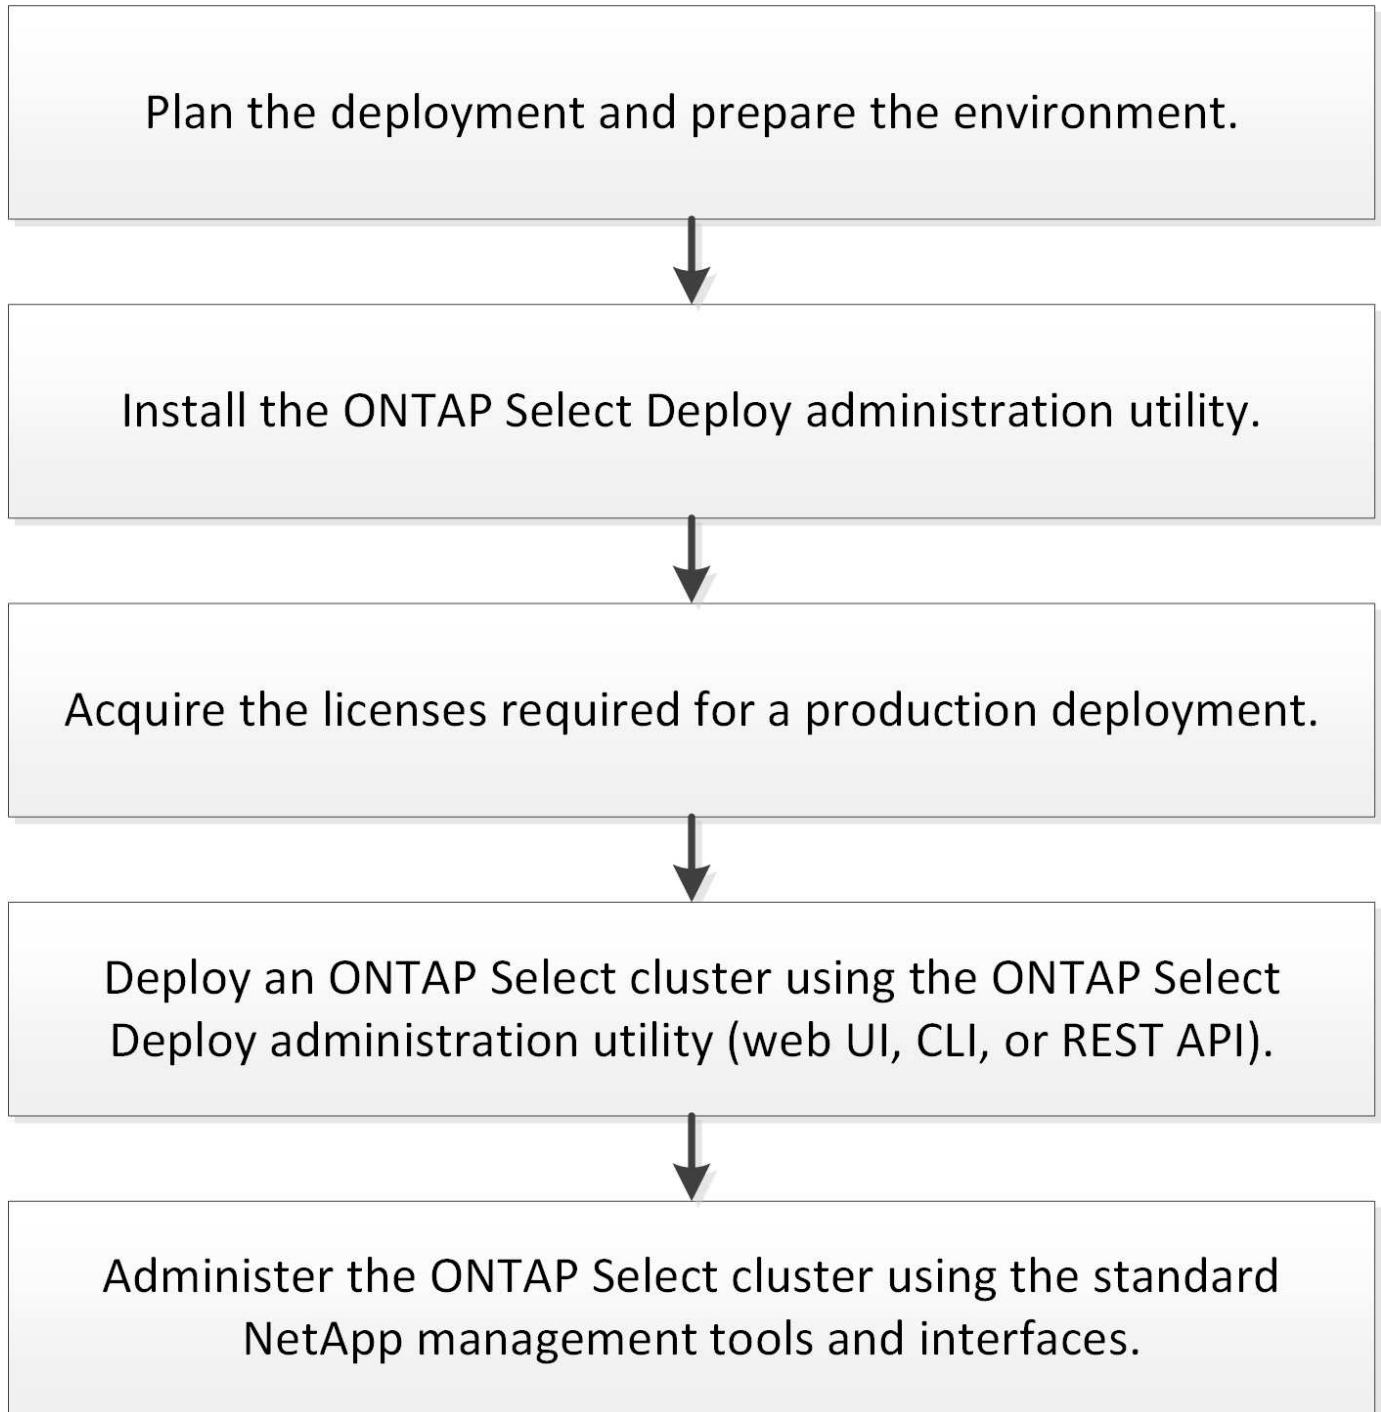 Plan the deployment and prepare the environment.
Install the ONTAP Select Deploy administration utility.
Acquire the licenses required for a production deployment.
Deploy an ONTAP Select cluster using the ONTAP Select
Deploy administration utility (web UI, CLI, or REST API).
Administer the ONTAP Select cluster using the standard
NetApp management tools and interfaces.